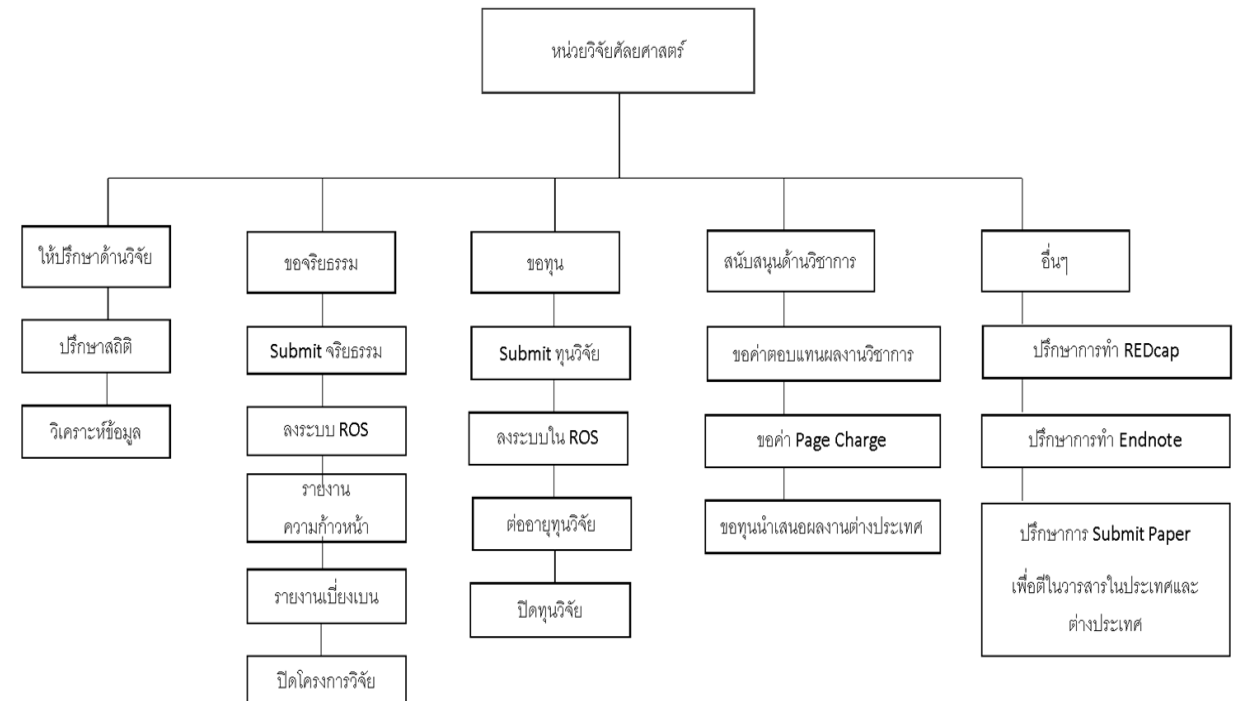 หน่วยวิจัยศัลยศาสตร์
ให้ปรึกษาด้านวิจัย
ปรึกษาสถิติ
วิเคราะห์ข้อมูล
ขอจริยธรรม
Submit จริยธรรม
ลงระบบ ROS
รายงาน
ความก้าวหน้า
รายงานเบี่ยงเบน
ปิดโครงการวิจัย
ขอทุน
Submit ทุนวิจัย
ลงระบบใน ROS
ต่ออายุทุนวิจัย
ปิดทุนวิจัย
สนับสนุนด้านวิชาการ
ขอค่าตอบแทนผลงานวิชาการ
ขอค่า Page Charge
ขอทุนนำเสนอผลงานต่างประเทศ
อื่นๆ
ปรึกษาการทำ REDcap
ปรึกษาการทำ Endnote
ปรึกษาการ Submit Paper
เพื่อตีในวารสารในประเทศและ
ต่างประเทศ